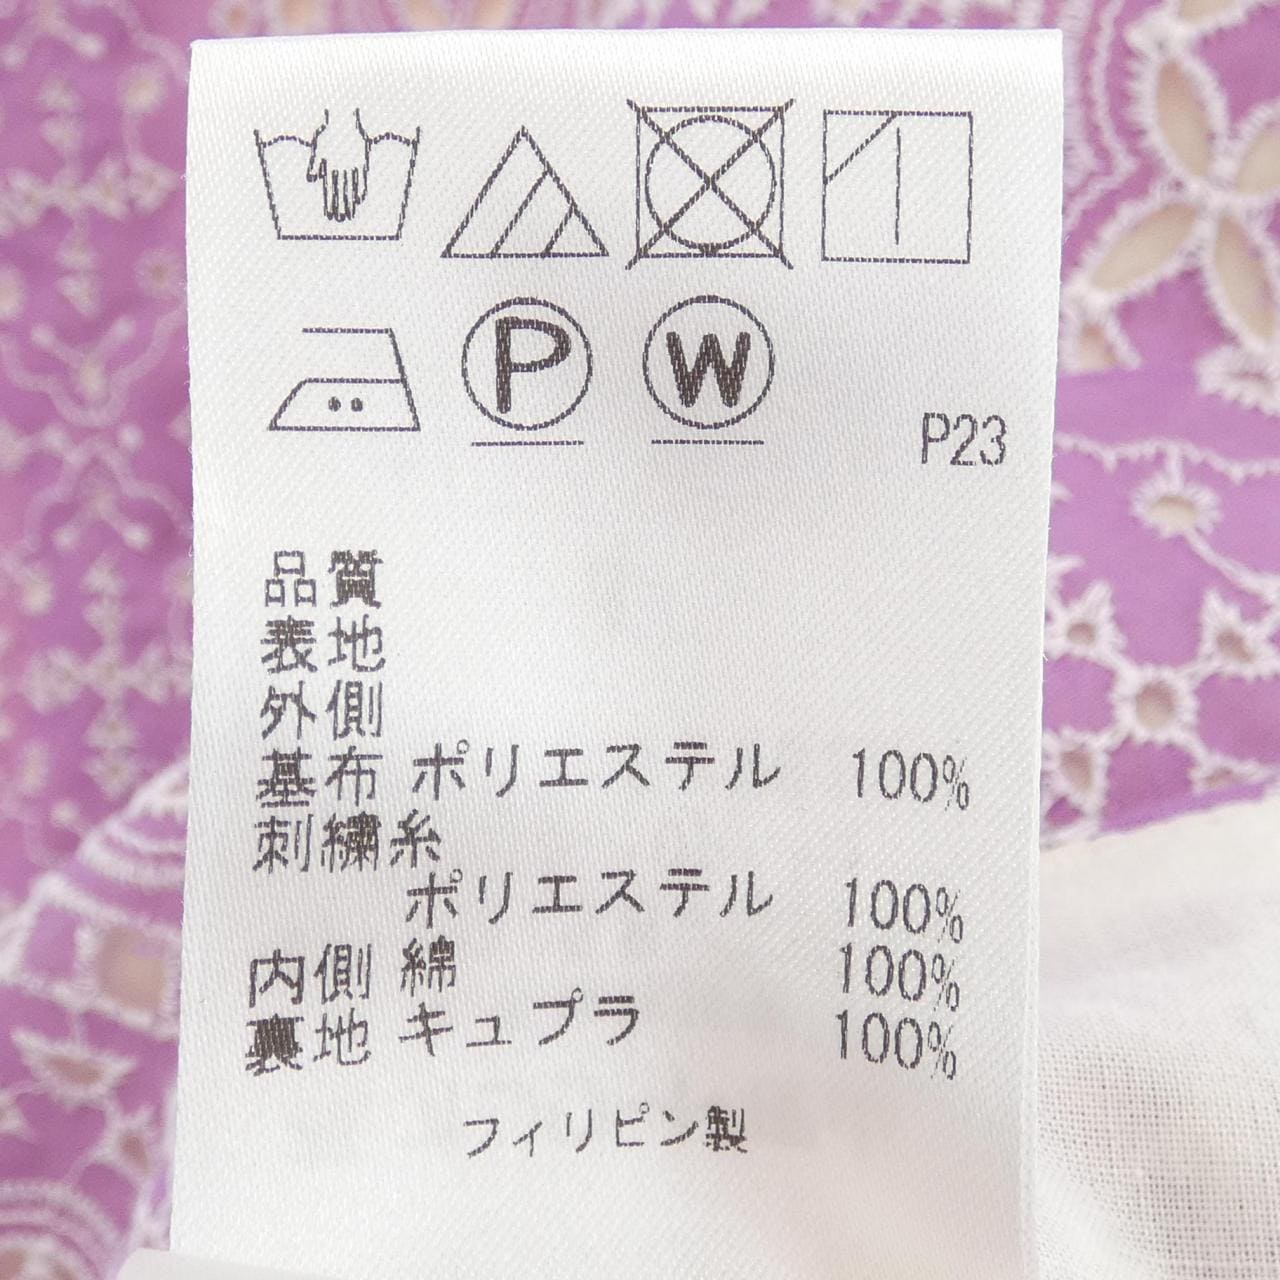 P W
P23
品質
表地
外側
基布 ポリエステル 100%
刺繍糸
ポリエステル 100%
内側 綿 100%
裏地 キュプラ 100%
フィリピン製